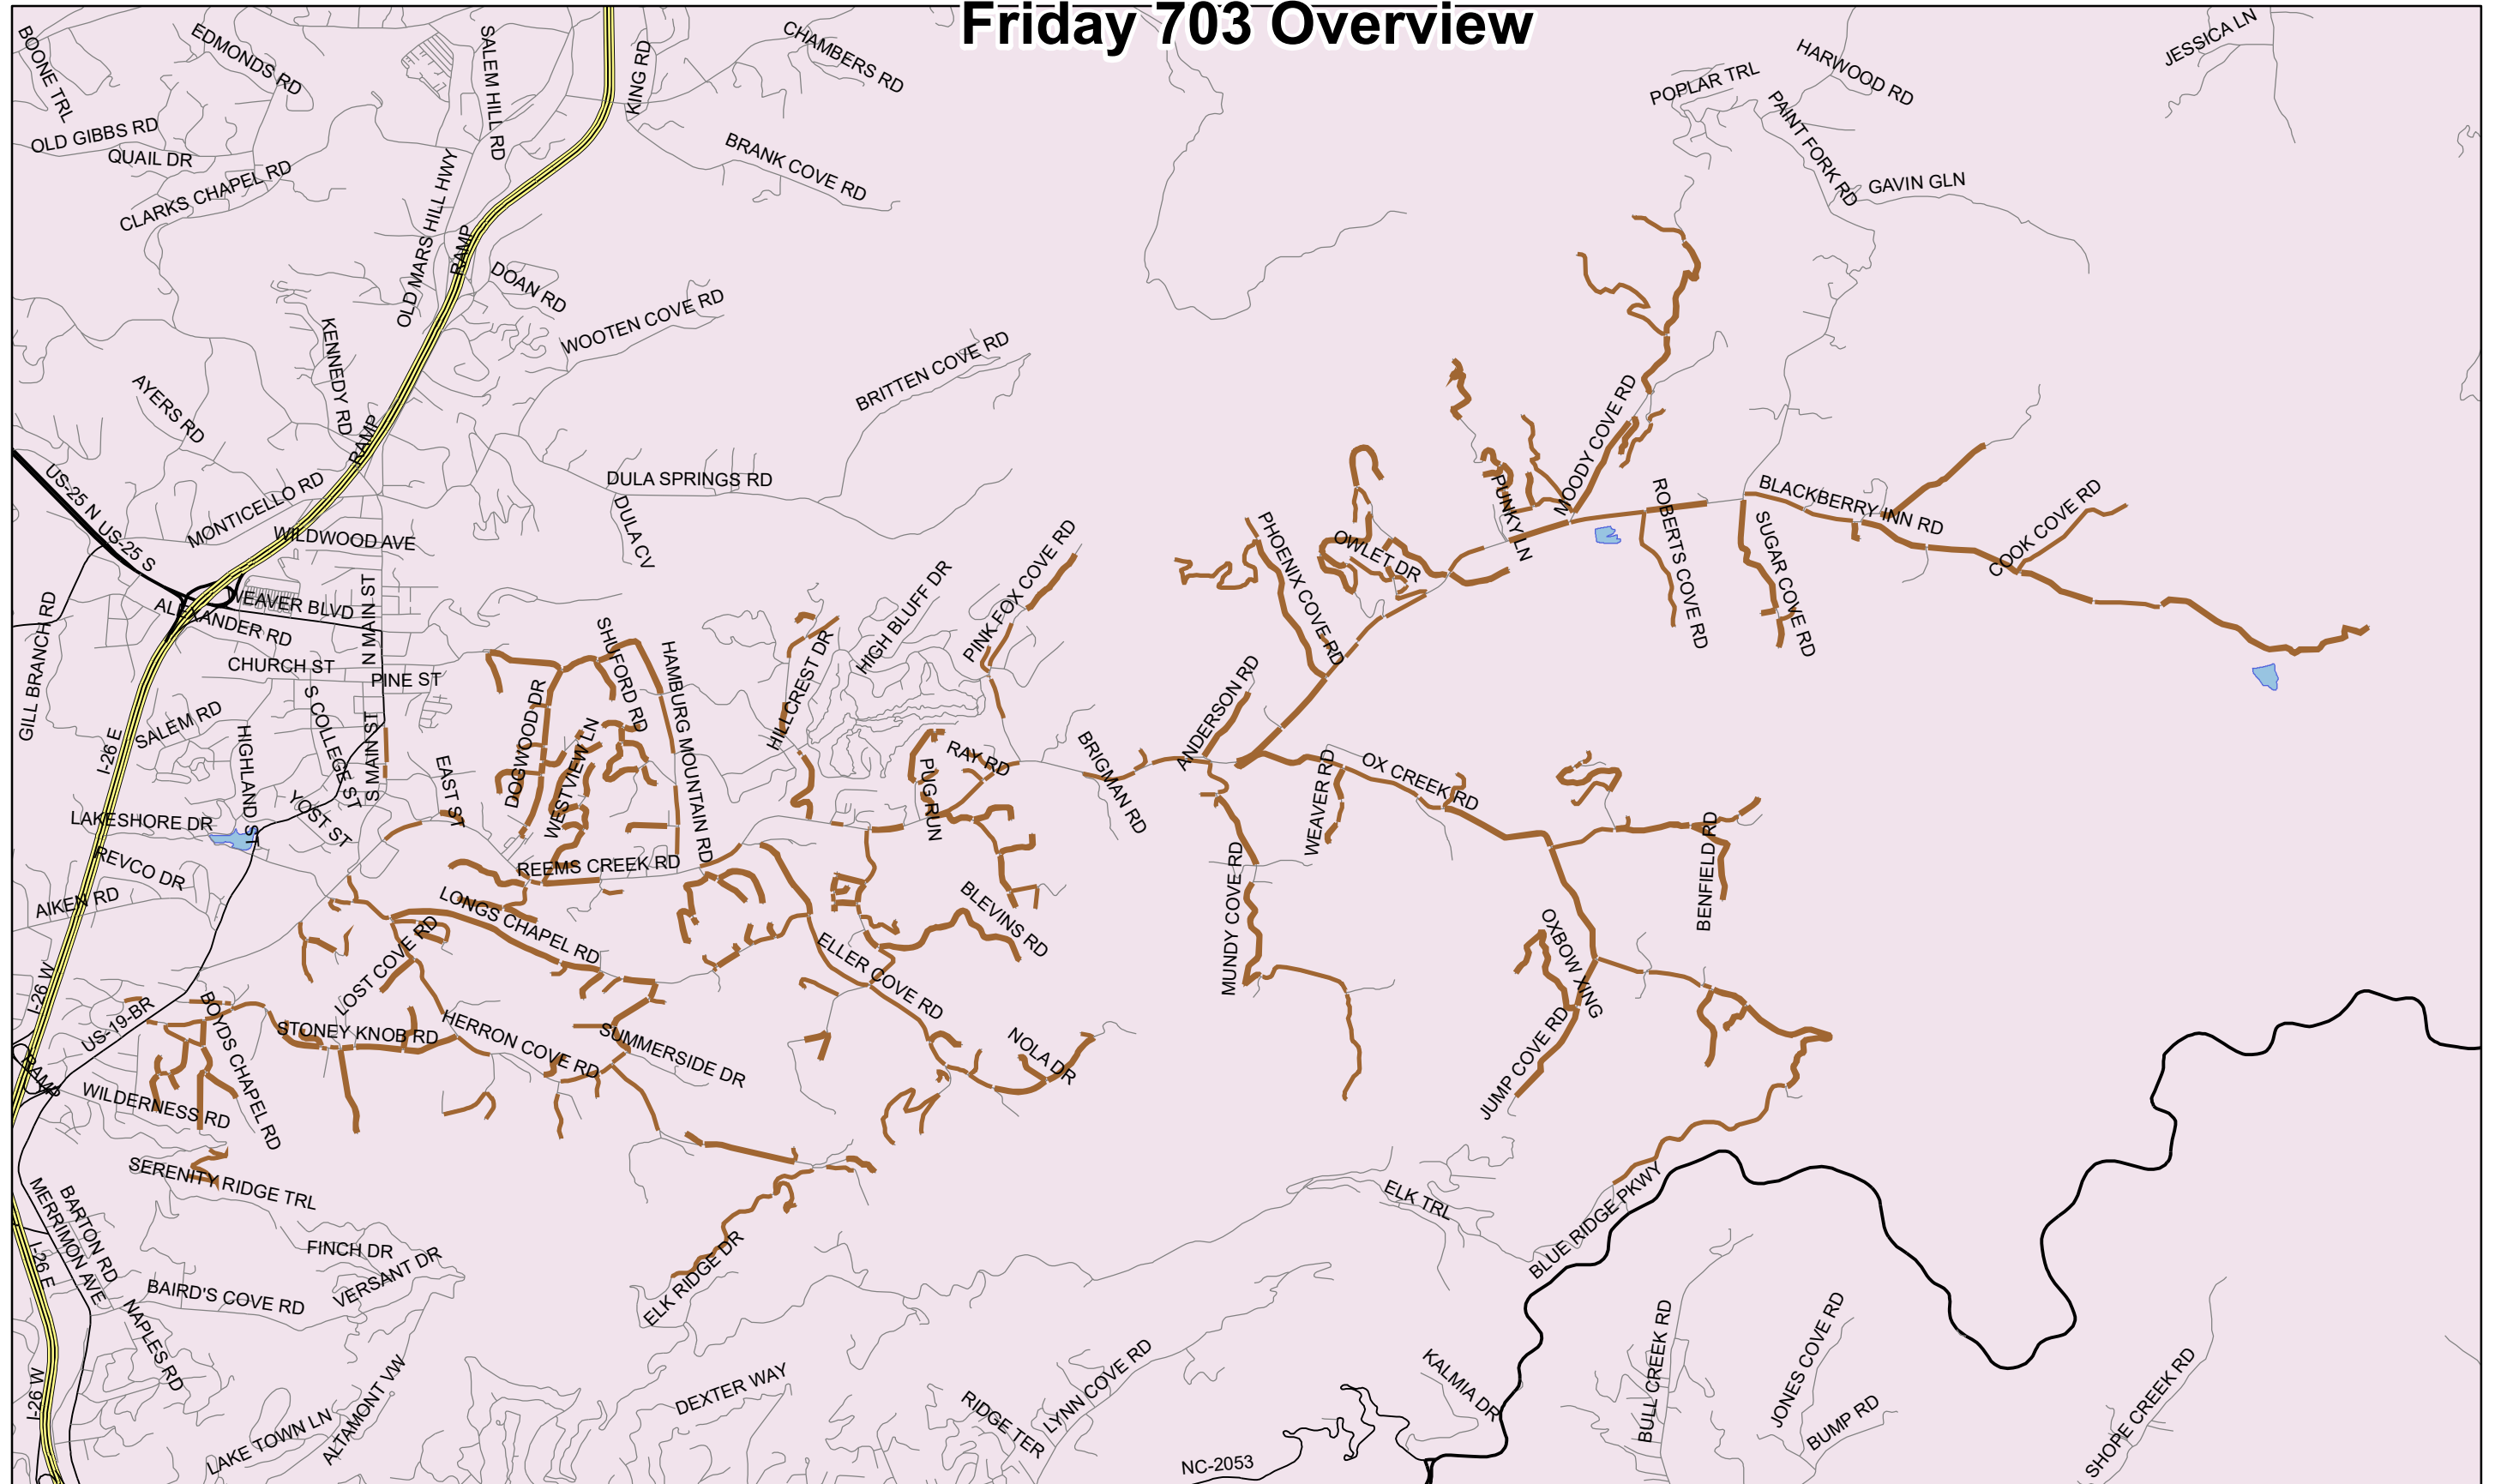 Friday 703 Overview
BOONE TRL
EDMONDS RD
SALEM HILL RD
KING RD
CHAMBERS RD
POPLAR TRL
HARWOOD RD
JESSICA LN
OLD GIBBS RD
QUAIL DR
CLARKS CHAPEL RD
BRANK COVE RD
PAINT FORK RD
GAVIN GLN
OLD MARS HILL HWY
RAMP
DOAN RD
WOOTEN COVE RD
KENNEDY RD
BRITTEN COVE RD
AYERS RD
RAMP
MOODY COVE RD
US-25 N
US-25 S
MONTICELLO RD
DULA SPRINGS RD
PUNKY LN
ROBERTS COVE RD
BLACKBERRY INN RD
COOK COVE RD
WILDWOOD AVE
DULA CV
PINK FOX COVE RD
PHOENIX COVE RD
OWLET DR
SUGAR COVE RD
GILL BRANCH RD
WEAVER BLVD
ALEXANDER RD
N MAIN ST
HIGH BLUFF DR
CHURCH ST
PINE ST
SHUFORD RD
HAMBURG MOUNTAIN RD
HILLCREST DR
SALEM RD
S COLLEGE ST
S MAIN ST
DOGWOOD DR
WESTVIEW LN
ANDERSON RD
I-26 E
HIGHLAND ST
EAST ST
RAY RD
PUG RUN
BRIGMAN RD
WEAVER RD
OX CREEK RD
LAKESHORE DR
YOST ST
REVCO DR
REEMS CREEK RD
MUNDY COVE RD
BENFIELD RD
AIKEN RD
LONGS CHAPEL RD
BLEVINS RD
LOST COVE RD
ELLER COVE RD
OXBOW XING
I-26 W
US-19-BR
BOYDS CHAPEL RD
STONEY KNOB RD
HERRON COVE RD
SUMMERSIDE DR
NOLA DR
JUMP COVE RD
RAMP
WILDERNESS RD
SERENITY RIDGE TRL
MERRIMON AVE
BARTON RD
ELK TRL
BLUE RIDGE PKWY
I-26 E
FINCH DR
VERSANT DR
ELK RIDGE DR
BAIRD'S COVE RD
NAPLES RD
I-26 W
LAKE TOWN LN
ALTAMONT VW
DEXTER WAY
RIDGE TER
LYNN COVE RD
KALMIA DR
BULL CREEK RD
JONES COVE RD
BUMP RD
SHOPE CREEK RD
NC-2053